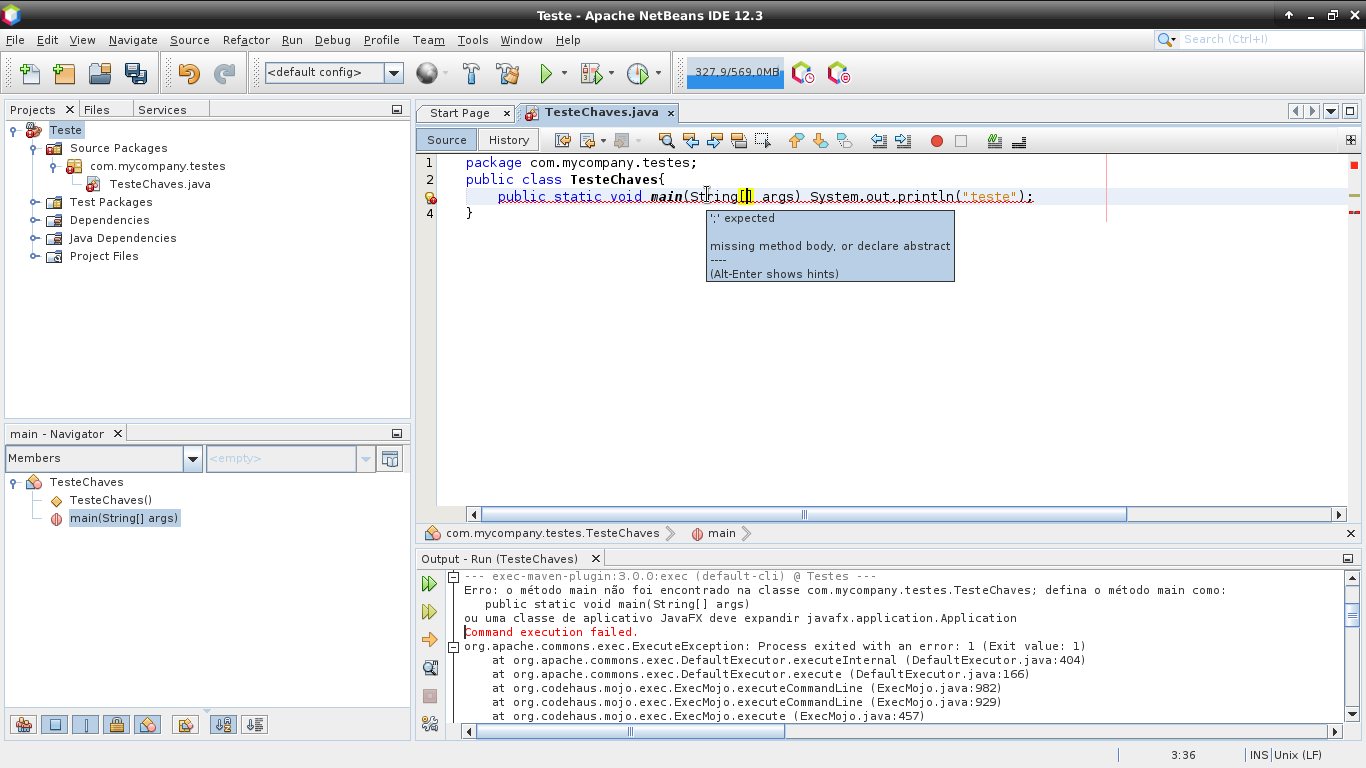 Teste - Apache NetBeans IDE 12.3
File Edit View Navigate Source Refactor Run Debug Profile Team Tools Window Help
Search (Ctrl+I)
<default config>
327,9/569,0MB
Projects Files Services
Teste
Source Packages
com.mycompany.testes
TesteChaves.java
Test Packages
Dependencies
Java Dependencies
Project Files
main - Navigator
Members
<empty>
TesteChaves
TesteChaves()
main(String[] args)
Start Page TesteChaves.java
Source History
1 package com.mycompany.testes;
2 public class TesteChaves{
public static void main(String[] args) System.out.println("teste");
4 }
';' expected
missing method body, or declare abstract
----
(Alt-Enter shows hints)
com.mycompany.testes.TesteChaves main
Output - Run (TesteChaves)
--- exec-maven-plugin:3.0.0:exec (default-cli) @ Testes ---
Erro: o método main não foi encontrado na classe com.mycompany.testes.TesteChaves; defina o método main como:
public static void main(String[] args)
ou uma classe de aplicativo JavaFX deve expandir javafx.application.Application
Command execution failed.
org.apache.commons.exec.ExecuteException: Process exited with an error: 1 (Exit value: 1)
at org.apache.commons.exec.DefaultExecutor.executeInternal (DefaultExecutor.java:404)
at org.apache.commons.exec.DefaultExecutor.execute (DefaultExecutor.java:166)
at org.codehaus.mojo.exec.ExecMojo.executeCommandLine (ExecMojo.java:982)
at org.codehaus.mojo.exec.ExecMojo.executeCommandLine (ExecMojo.java:929)
at org.codehaus.mojo.exec.ExecMojo.execute (ExecMojo.java:457)
3:36 INS Unix (LF)